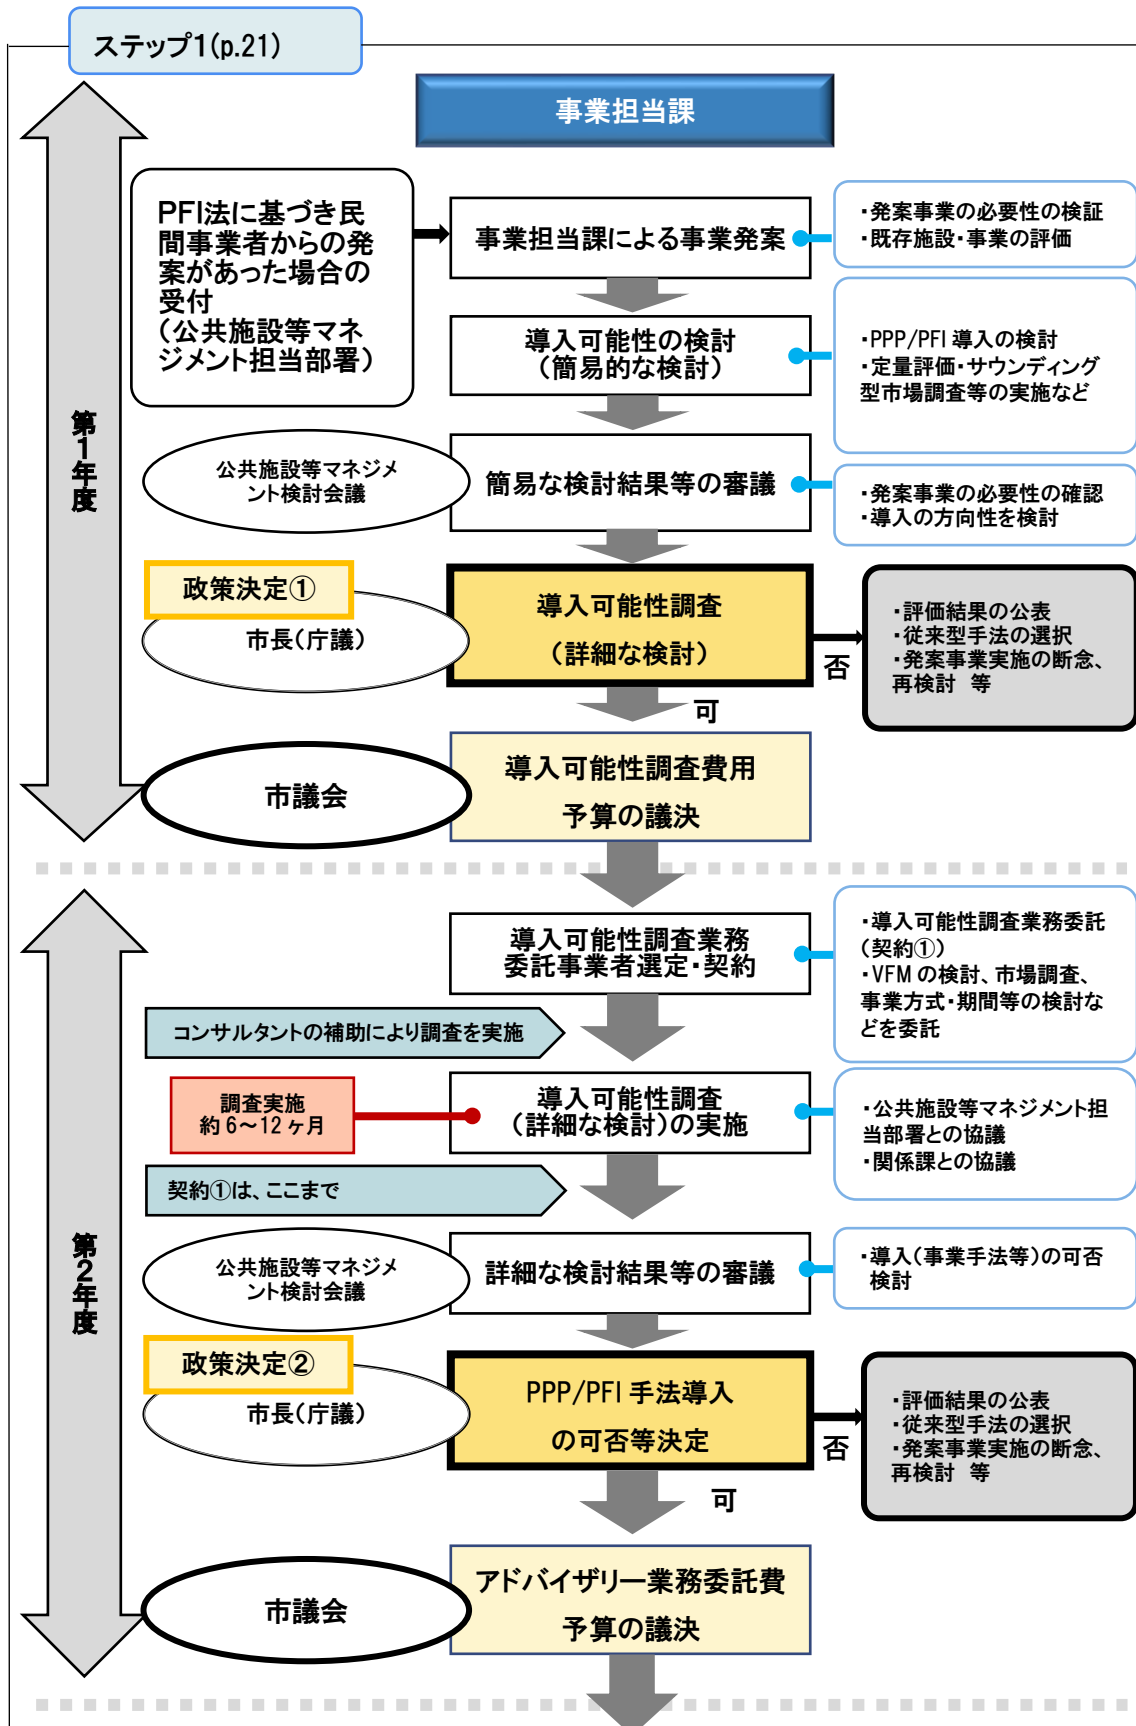 ステップ1(p.21)
事業担当課
PFI法に基づき民
間事業者からの発
案があった場合の
受付
(公共施設等マネ
ジメント担当部署)
事業担当課による事業発案
・発案事業の必要性の検証
・既存施設・事業の評価
導入可能性の検討
(簡易的な検討)
・PPP/PFI 導入の検討
・定量評価・サウンディング
型市場調査等の実施など
第1年度
公共施設等マネジメ
ント検討会議
簡易な検討結果等の審議
・発案事業の必要性の確認
・導入の方向性を検討
政策決定①
市長(庁議)
導入可能性調査
(詳細な検討)
否
・評価結果の公表
・従来型手法の選択
・発案事業実施の断念、
再検討 等
可
市議会
導入可能性調査費用
予算の議決
導入可能性調査業務
委託事業者選定・契約
・導入可能性調査業務委託
(契約①)
・VFM の検討、市場調査、
事業方式・期間等の検討な
どを委託
コンサルタントの補助により調査を実施
調査実施
約 6～12 ヶ月
導入可能性調査
(詳細な検討)の実施
・公共施設等マネジメント担
当部署との協議
・関係課との協議
契約①は、ここまで
第2年度
公共施設等マネジメ
ント検討会議
詳細な検討結果等の審議
・導入(事業手法等)の可否
検討
政策決定②
市長(庁議)
PPP/PFI 手法導入
の可否等決定
否
・評価結果の公表
・従来型手法の選択
・発案事業実施の断念、
再検討 等
可
市議会
アドバイザリー業務委託費
予算の議決